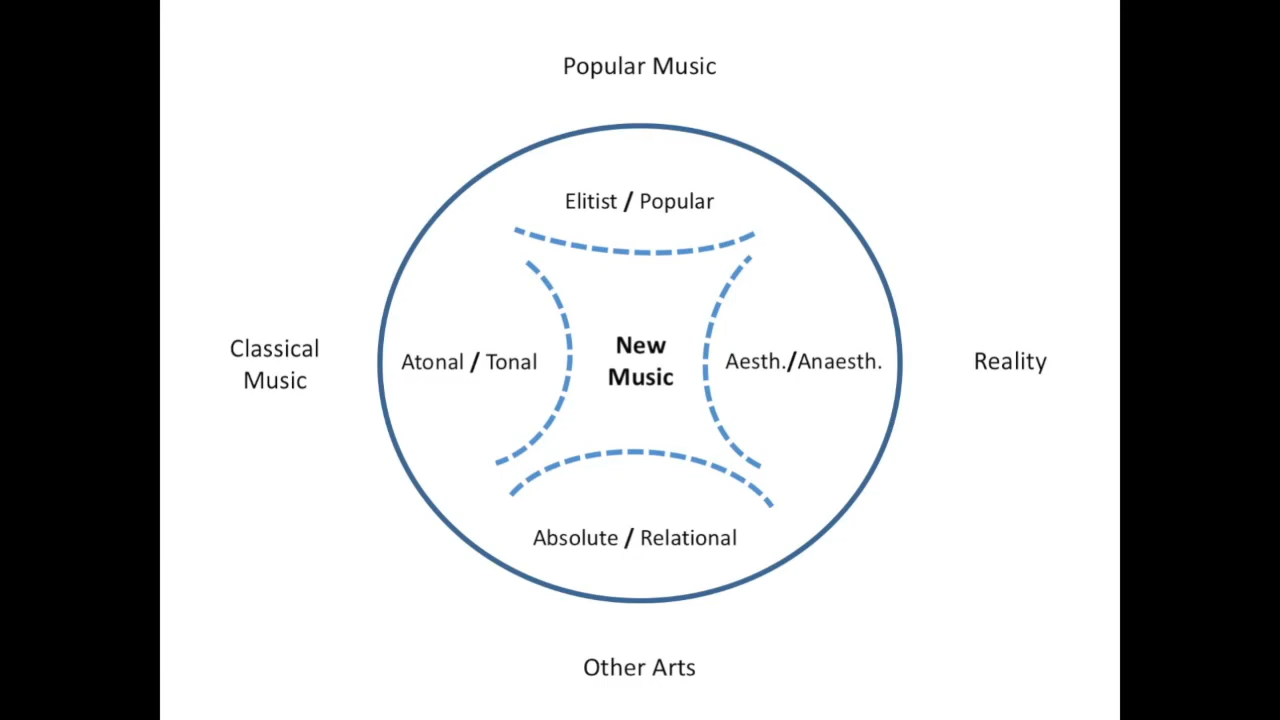 Popular Music
Elitist / Popular
Classical
Music
Atonal / Tonal
New
Music
Aesth./Anaesth.
Reality
Absolute / Relational
Other Arts